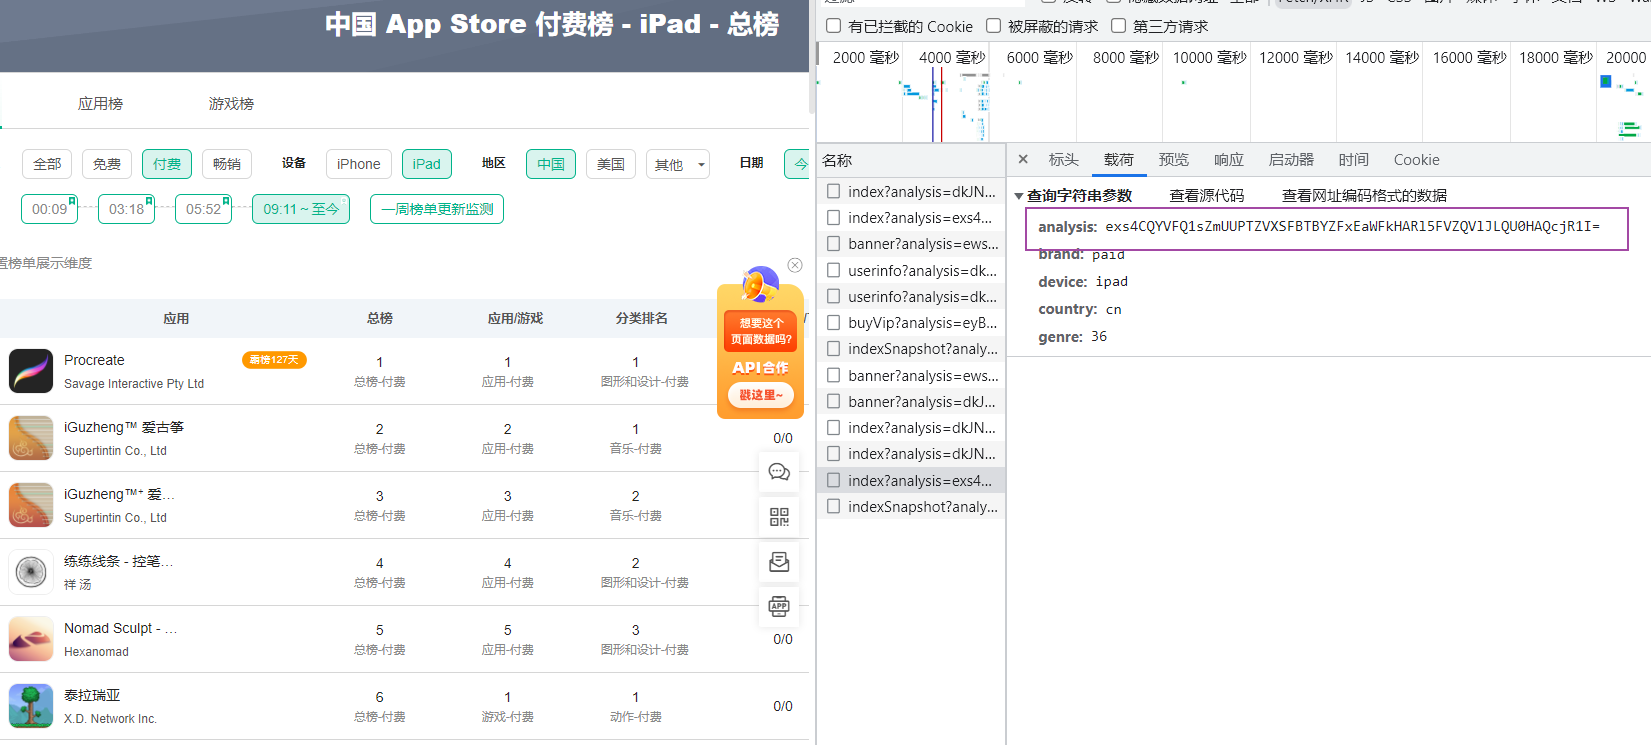 中国 App Store 付费榜 - iPad - 总榜
应用榜 游戏榜
全部 免费 付费 畅销 设备 iPhone iPad 地区 中国 美国 其他 日期 今
00:09 03:18 05:52 09:11 ~ 至今 一周榜单更新监测
置榜单展示维度
应用 总榜 应用/游戏 分类排名
想要这个
页面数据吗?
API合作
戳这里~
Procreate 霸榜127天 1 1 1
Savage Interactive Pty Ltd 总榜-付费 应用-付费 图形和设计-付费
iGuzheng™ 爱古筝 2 2 1
Supertintin Co., Ltd 总榜-付费 应用-付费 音乐-付费
0/0
iGuzheng™⁺ 爱... 3 3 2
Supertintin Co., Ltd 总榜-付费 应用-付费 音乐-付费
练练线条 - 控笔... 4 4 2
祥 汤 总榜-付费 应用-付费 图形和设计-付费
APP
Nomad Sculpt - ... 5 5 3
Hexanomad 总榜-付费 应用-付费 图形和设计-付费
0/0
泰拉瑞亚 6 1 1
X.D. Network Inc. 总榜-付费 游戏-付费 动作-付费
0/0
有已拦截的 Cookie 被屏蔽的请求 第三方请求
2000 毫秒 4000 毫秒 6000 毫秒 8000 毫秒 10000 毫秒 12000 毫秒 14000 毫秒 16000 毫秒 18000 毫秒 20000
名称
index?analysis=dkJN...
index?analysis=exs4...
banner?analysis=ews...
userinfo?analysis=dk...
userinfo?analysis=dk...
buyVip?analysis=eyB...
indexSnapshot?analy...
banner?analysis=ews...
banner?analysis=dkJ...
index?analysis=dkJN...
index?analysis=dkJN...
index?analysis=exs4...
indexSnapshot?analy...
× 标头 载荷 预览 响应 启动器 时间 Cookie
查询字符串参数 查看源代码 查看网址编码格式的数据
analysis: exs4CQYVFQ1sZmUUPTZVXSFBTBYZFxEaWFkHARl5FVZQVlJLQU0HAQcjR1I=
brand: paid
device: ipad
country: cn
genre: 36